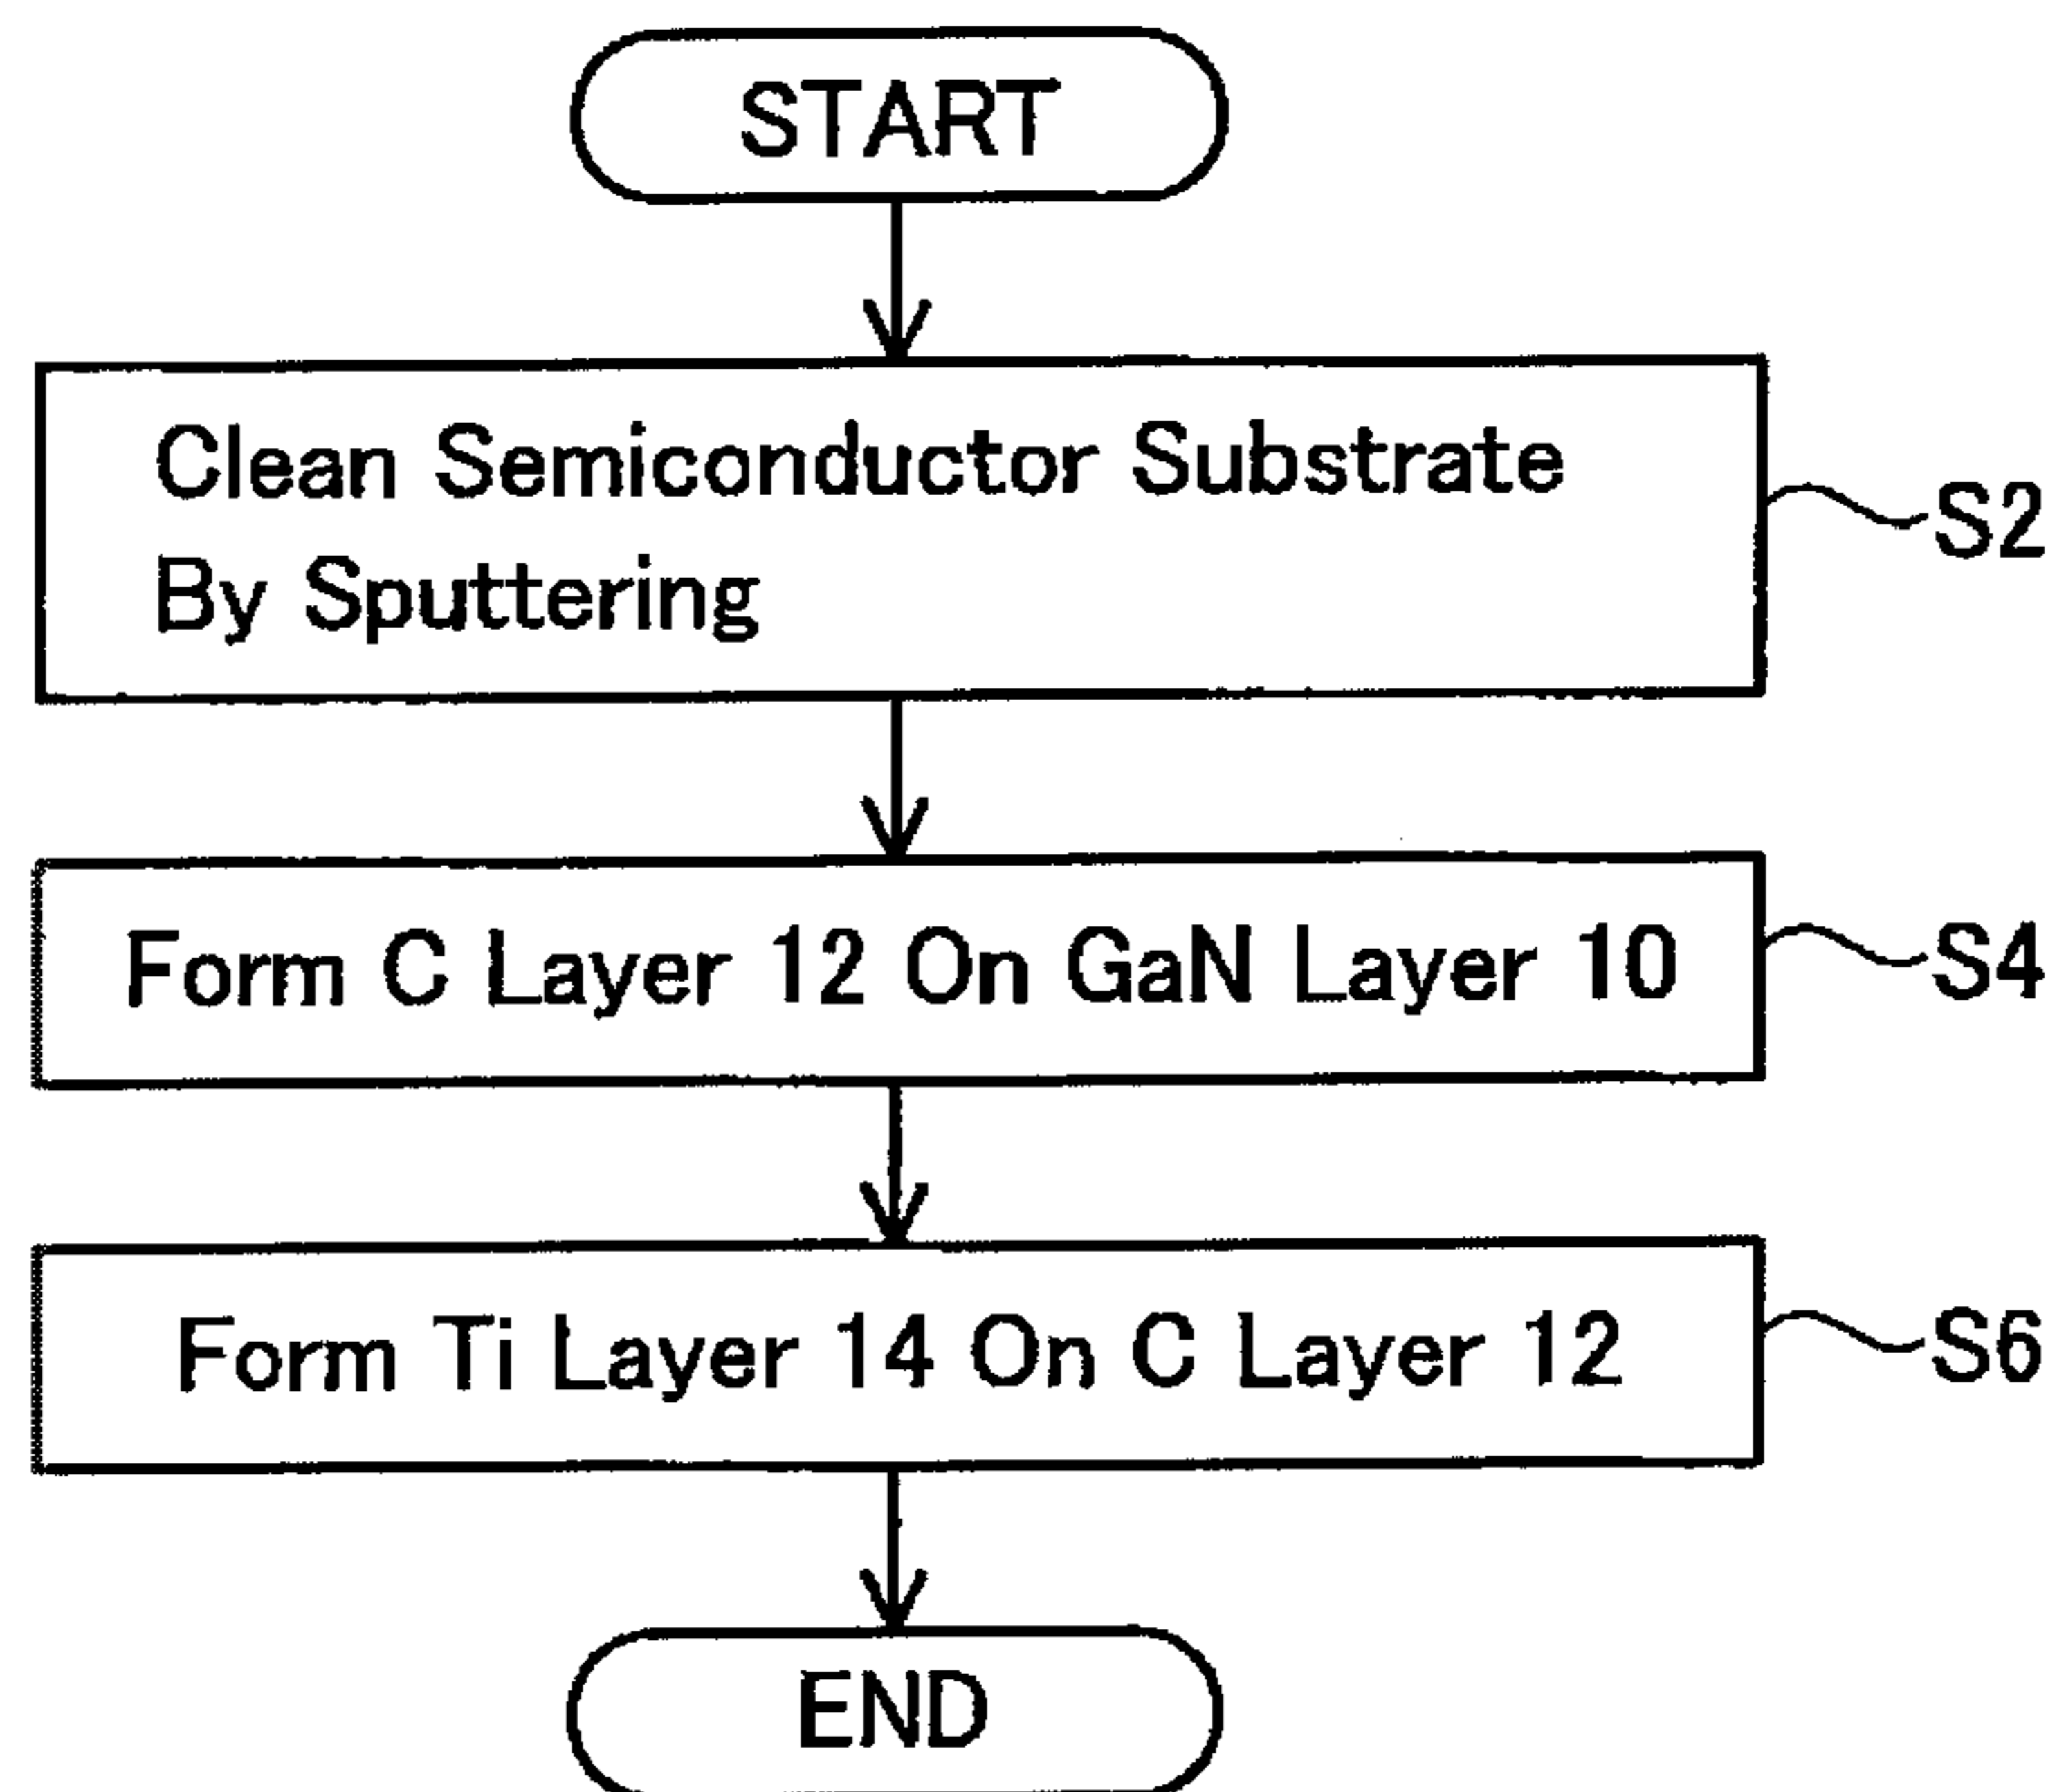 START
Clean Semiconductor Substrate
By Sputtering
S2
Form C Layer 12 On GaN Layer 10
S4
Form Ti Layer 14 On C Layer 12
S6
END